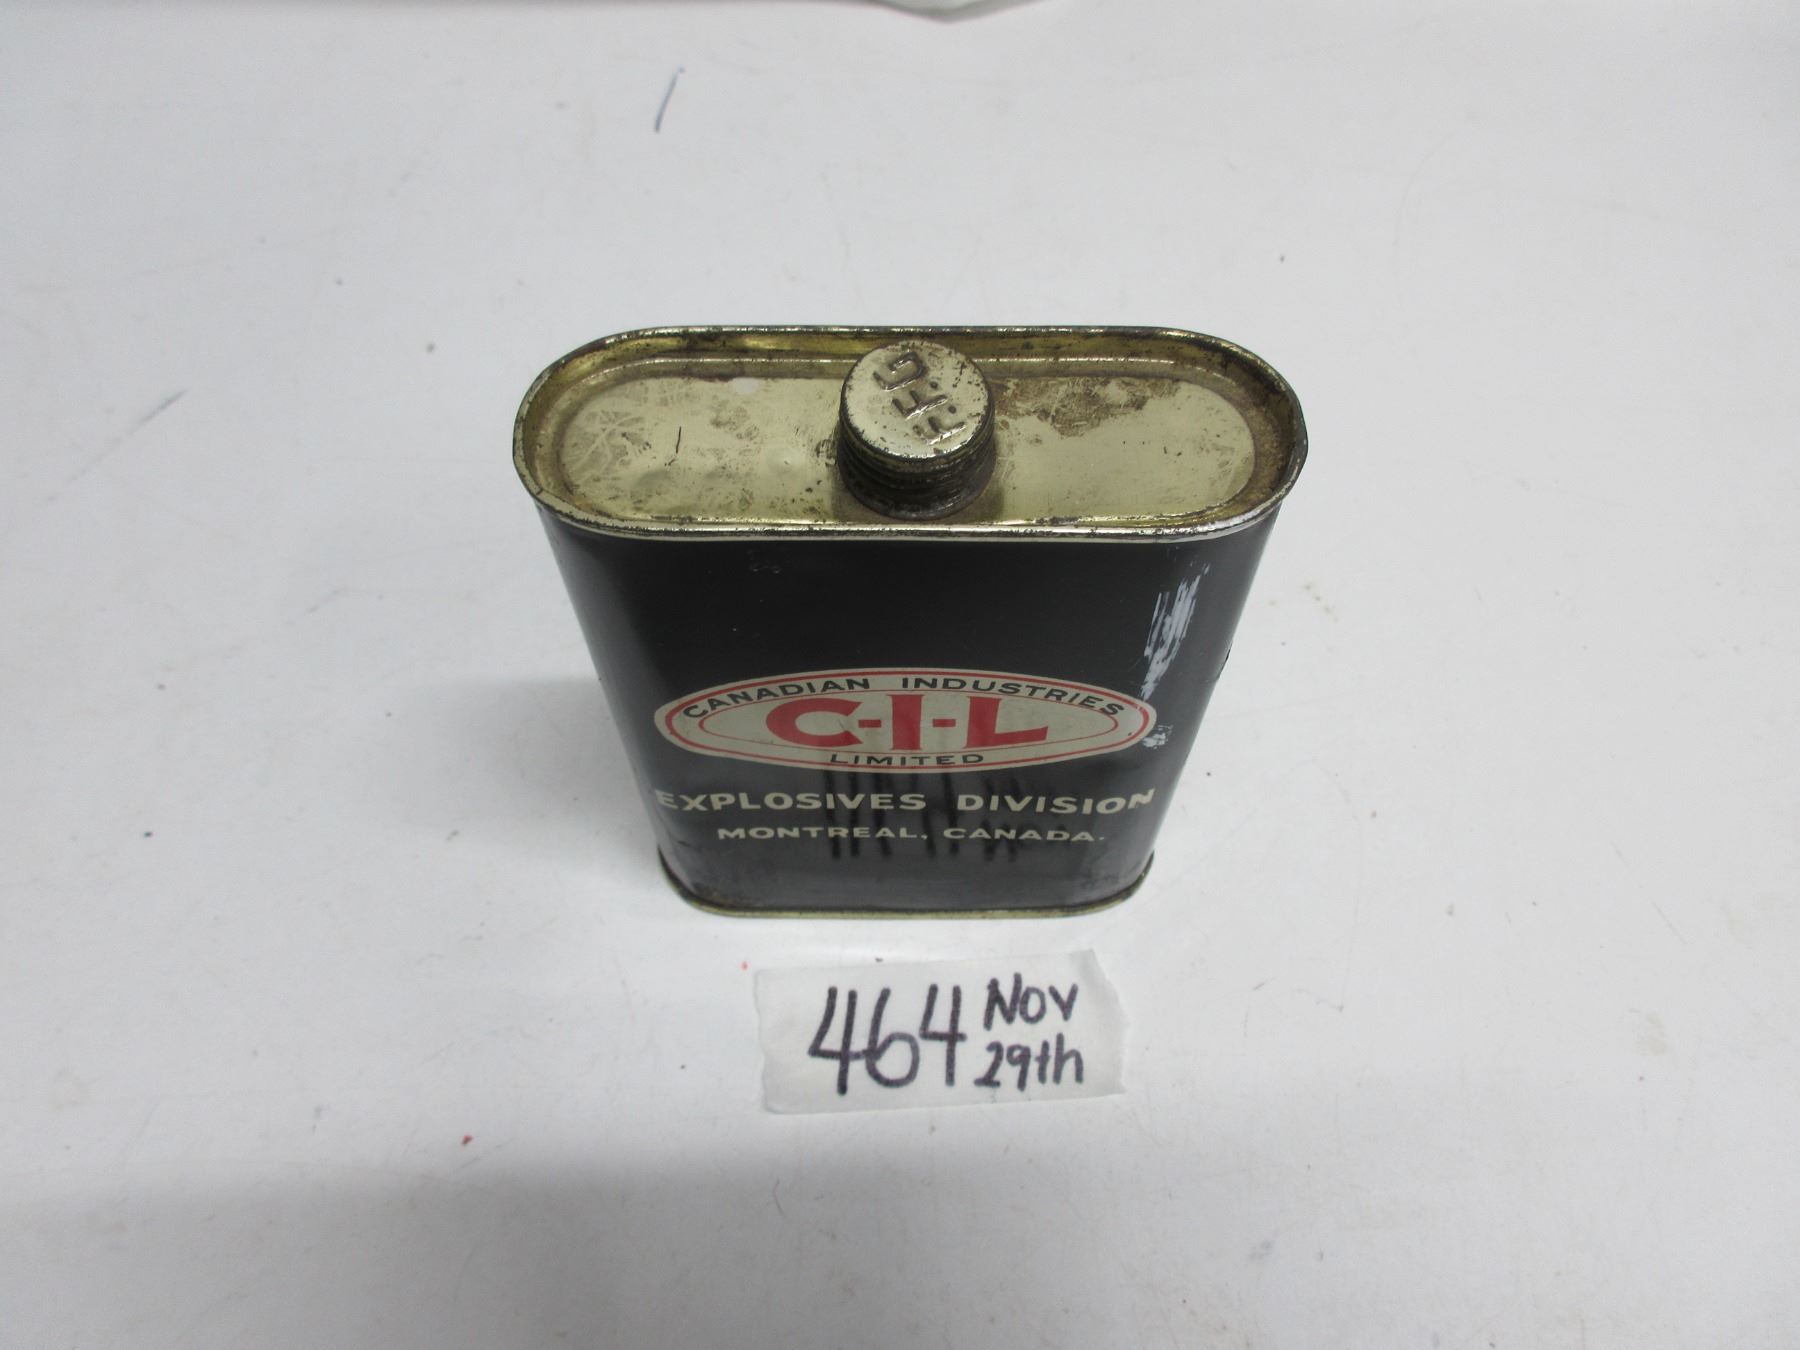 G.H.F.
CANADIAN INDUSTRIES
C-I-L
LIMITED
EXPLOSIVES DIVISION
MONTREAL, CANADA.
464 Nov
29th